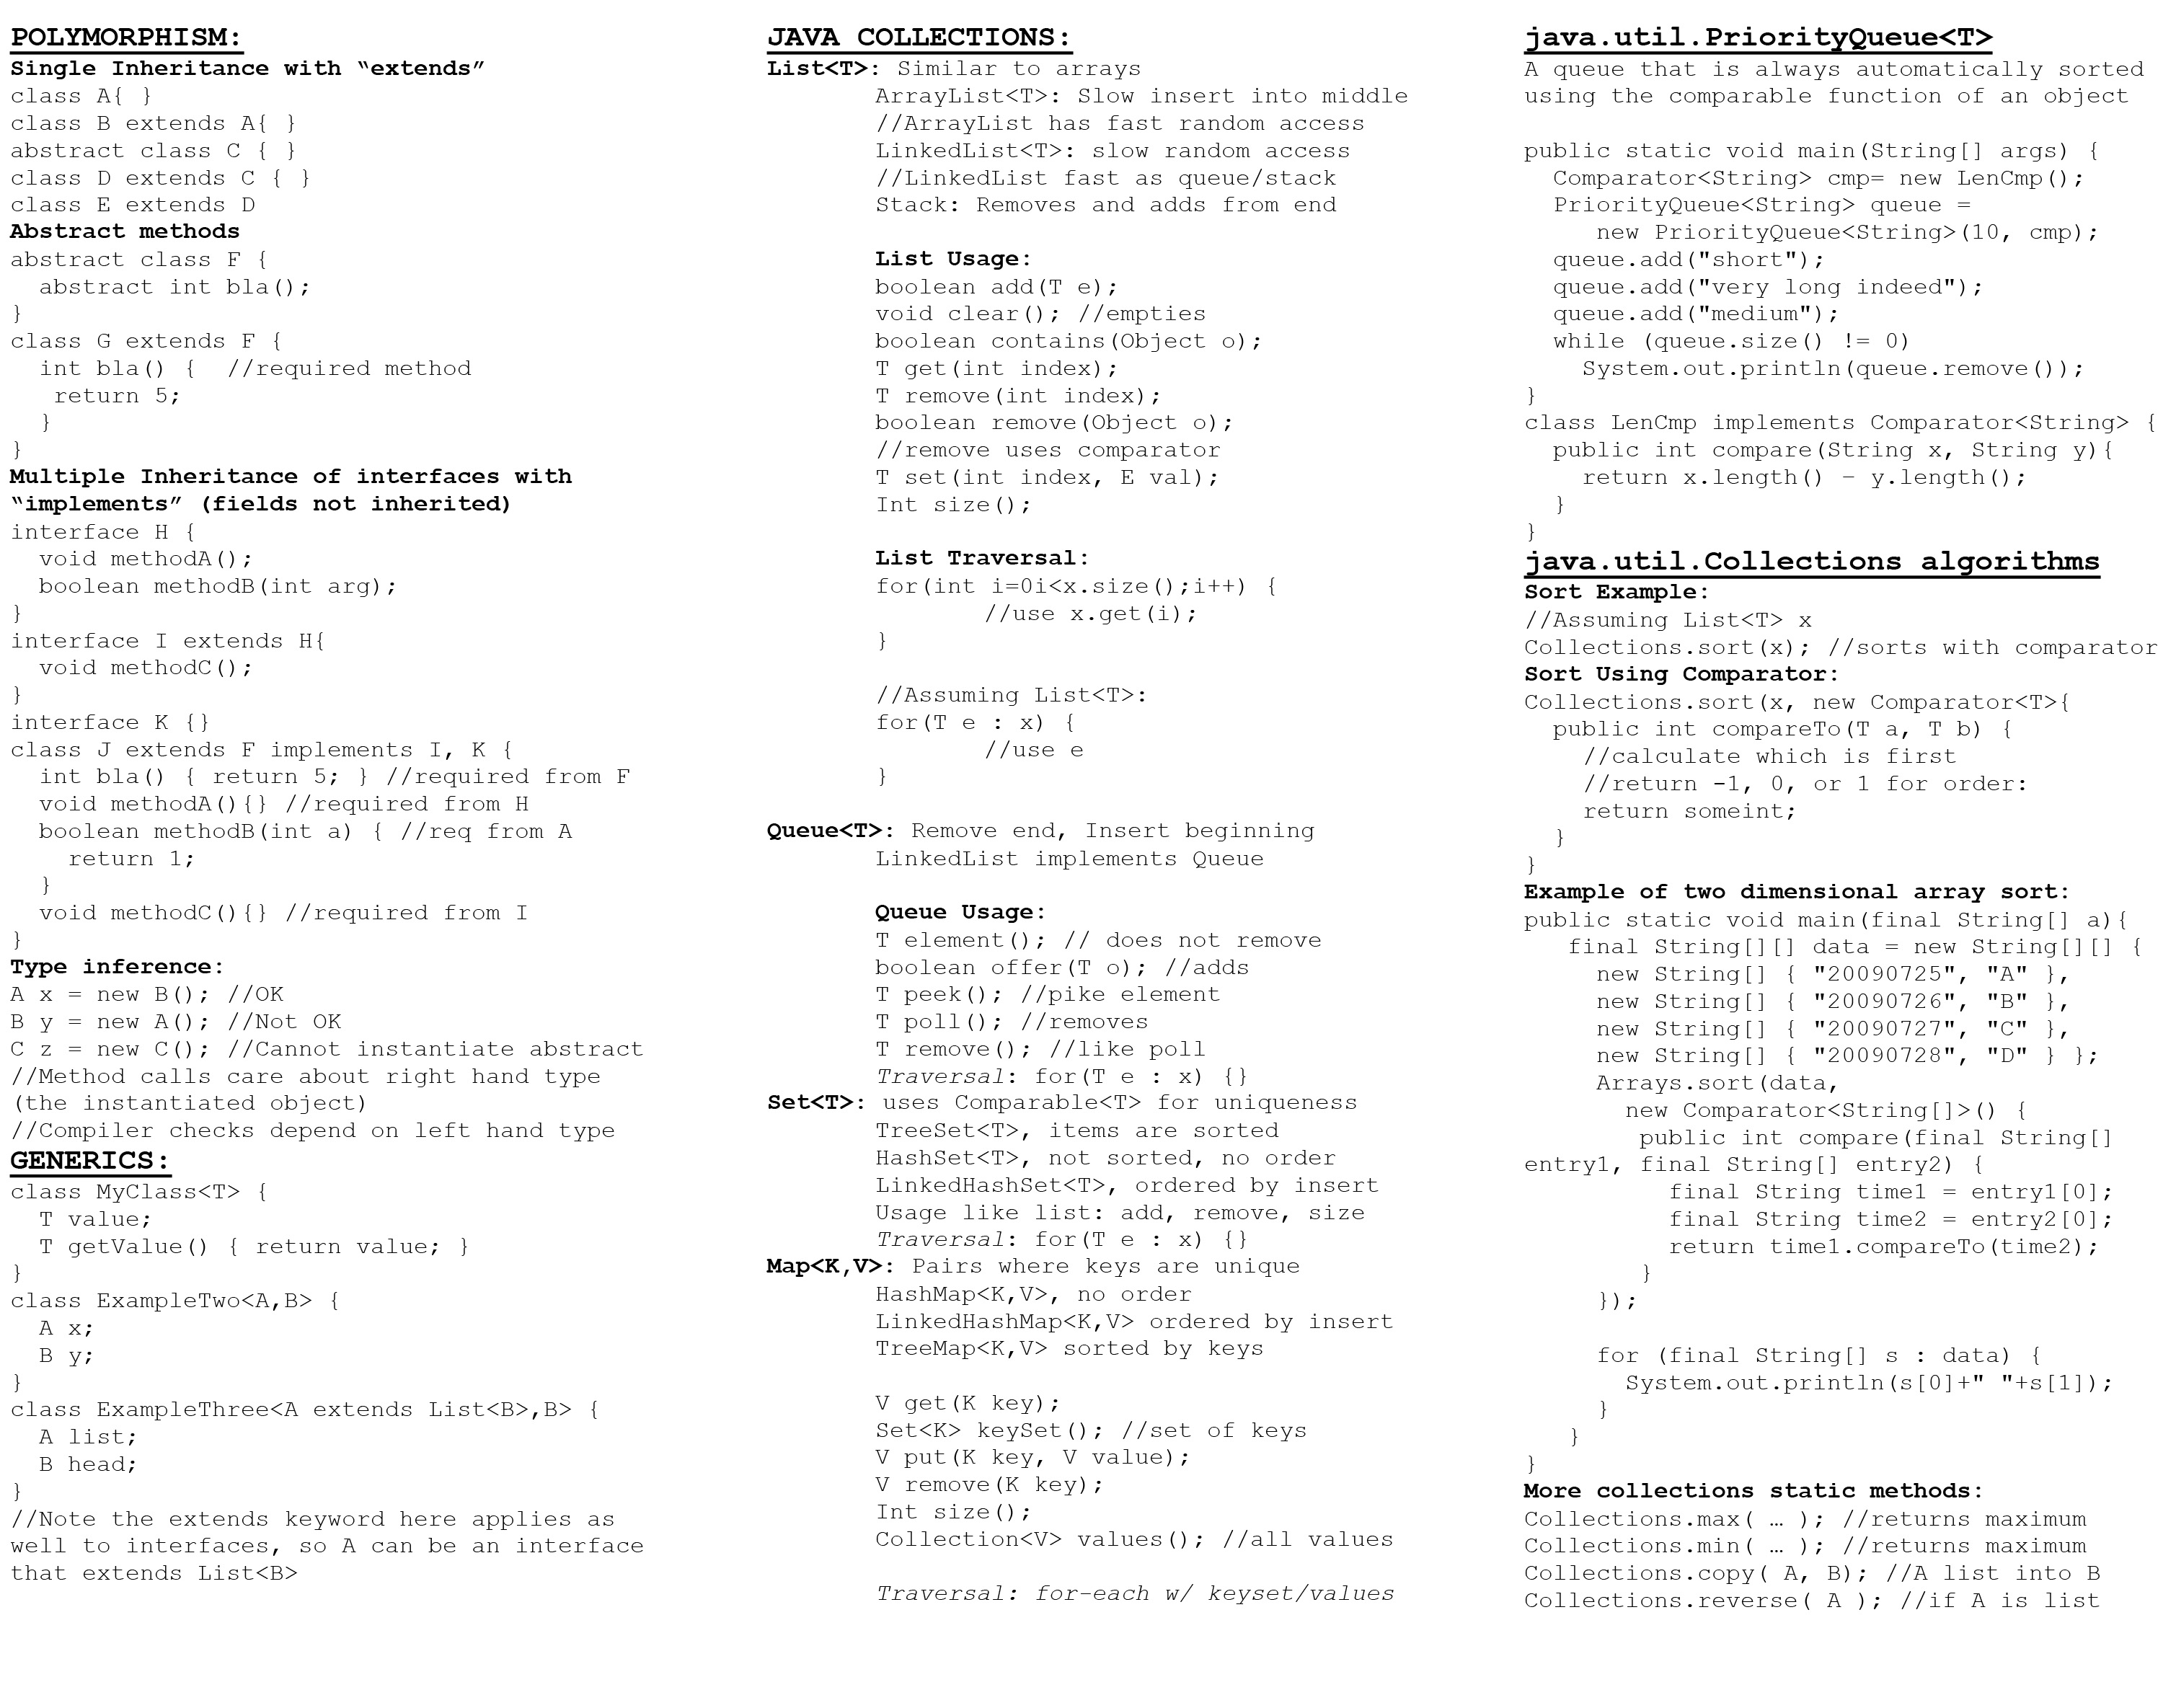 POLYMORPHISM:
Single Inheritance with “extends”
class A{ }
class B extends A{ }
abstract class C { }
class D extends C { }
class E extends D
Abstract methods
abstract class F {
  abstract int bla();
}
class G extends F {
  int bla() {  //required method
   return 5;
  }
}
Multiple Inheritance of interfaces with
“implements” (fields not inherited)
interface H {
  void methodA();
  boolean methodB(int arg);
}
interface I extends H{
  void methodC();
}
interface K {}
class J extends F implements I, K {
  int bla() { return 5; } //required from F
  void methodA(){} //required from H
  boolean methodB(int a) { //req from A
    return 1;
  }
  void methodC(){} //required from I
}
Type inference:
A x = new B(); //OK
B y = new A(); //Not OK
C z = new C(); //Cannot instantiate abstract
//Method calls care about right hand type
(the instantiated object)
//Compiler checks depend on left hand type
GENERICS:
class MyClass<T> {
  T value;
  T getValue() { return value; }
}
class ExampleTwo<A,B> {
  A x;
  B y;
}
class ExampleThree<A extends List<B>,B> {
  A list;
  B head;
}
//Note the extends keyword here applies as
well to interfaces, so A can be an interface
that extends List<B>
JAVA COLLECTIONS:
List<T>: Similar to arrays
ArrayList<T>: Slow insert into middle
//ArrayList has fast random access
LinkedList<T>: slow random access
//LinkedList fast as queue/stack
Stack: Removes and adds from end
List Usage:
boolean add(T e);
void clear(); //empties
boolean contains(Object o);
T get(int index);
T remove(int index);
boolean remove(Object o);
//remove uses comparator
T set(int index, E val);
Int size();
List Traversal:
for(int i=0i<x.size();i++) {
//use x.get(i);
}
//Assuming List<T>:
for(T e : x) {
//use e
}
Queue<T>: Remove end, Insert beginning
LinkedList implements Queue
Queue Usage:
T element(); // does not remove
boolean offer(T o); //adds
T peek(); //pike element
T poll(); //removes
T remove(); //like poll
Traversal: for(T e : x) {}
Set<T>: uses Comparable<T> for uniqueness
TreeSet<T>, items are sorted
HashSet<T>, not sorted, no order
LinkedHashSet<T>, ordered by insert
Usage like list: add, remove, size
Traversal: for(T e : x) {}
Map<K,V>: Pairs where keys are unique
HashMap<K,V>, no order
LinkedHashMap<K,V> ordered by insert
TreeMap<K,V> sorted by keys
V get(K key);
Set<K> keySet(); //set of keys
V put(K key, V value);
V remove(K key);
Int size();
Collection<V> values(); //all values
Traversal: for-each w/ keyset/values
java.util.PriorityQueue<T>
A queue that is always automatically sorted
using the comparable function of an object
public static void main(String[] args) {
  Comparator<String> cmp= new LenCmp();
  PriorityQueue<String> queue =
     new PriorityQueue<String>(10, cmp);
  queue.add("short");
  queue.add("very long indeed");
  queue.add("medium");
  while (queue.size() != 0)
    System.out.println(queue.remove());
}
class LenCmp implements Comparator<String> {
  public int compare(String x, String y){
    return x.length() – y.length();
  }
}
java.util.Collections algorithms
Sort Example:
//Assuming List<T> x
Collections.sort(x); //sorts with comparator
Sort Using Comparator:
Collections.sort(x, new Comparator<T>{
  public int compareTo(T a, T b) {
    //calculate which is first
    //return -1, 0, or 1 for order:
    return someint;
  }
}
Example of two dimensional array sort:
public static void main(final String[] a){
   final String[][] data = new String[][] {
     new String[] { "20090725", "A" },
     new String[] { "20090726", "B" },
     new String[] { "20090727", "C" },
     new String[] { "20090728", "D" } };
     Arrays.sort(data,
       new Comparator<String[]>() {
        public int compare(final String[]
entry1, final String[] entry2) {
          final String time1 = entry1[0];
          final String time2 = entry2[0];
          return time1.compareTo(time2);
        }
     });
     for (final String[] s : data) {
       System.out.println(s[0]+" "+s[1]);
     }
   }
}
More collections static methods:
Collections.max( … ); //returns maximum
Collections.min( … ); //returns maximum
Collections.copy( A, B); //A list into B
Collections.reverse( A ); //if A is list